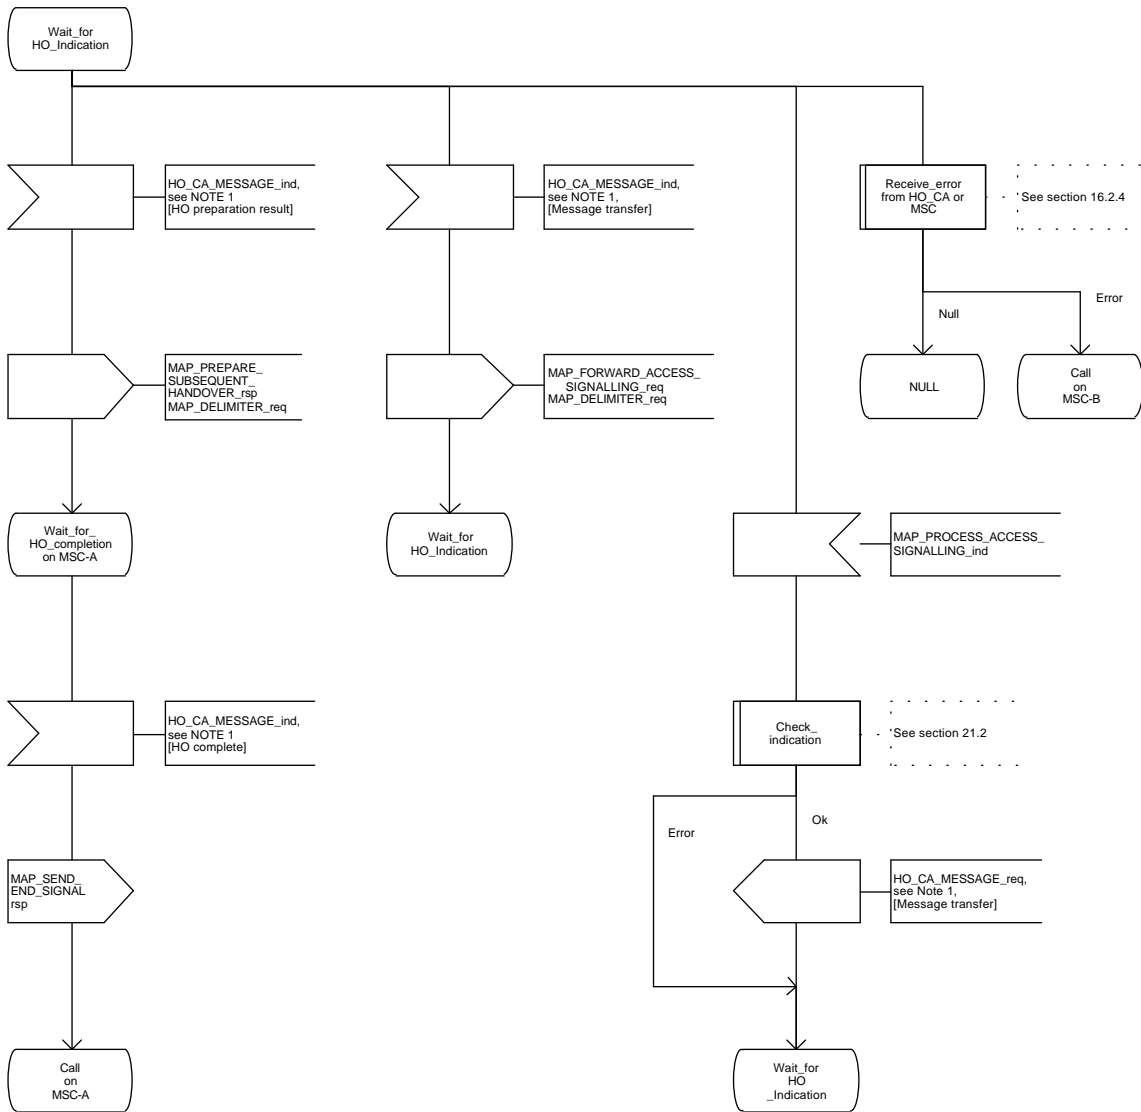 Wait_for
HO_Indication
HO_CA_MESSAGE_ind,
see NOTE 1
[HO preparation result]
HO_CA_MESSAGE_ind,
see NOTE 1,
[Message transfer]
Receive_error
from HO_CA or
MSC
See section 16.2.4
Null
Error
MAP_PREPARE_
SUBSEQUENT_
HANDOVER_rsp
MAP_DELIMITER_req
MAP_FORWARD_ACCESS_
SIGNALLING_req
MAP_DELIMITER_req
NULL
Call
on
MSC-B
Wait_for_
HO_completion
on MSC-A
Wait_for
HO_Indication
MAP_PROCESS_ACCESS_
SIGNALLING_ind
HO_CA_MESSAGE_ind,
see NOTE 1
[HO complete]
Check_
indication
See section 21.2
Error
Ok
MAP_SEND_
END_SIGNAL
rsp
HO_CA_MESSAGE_req,
see Note 1,
[Message transfer]
Call
on
MSC-A
Wait_for
HO
_Indication